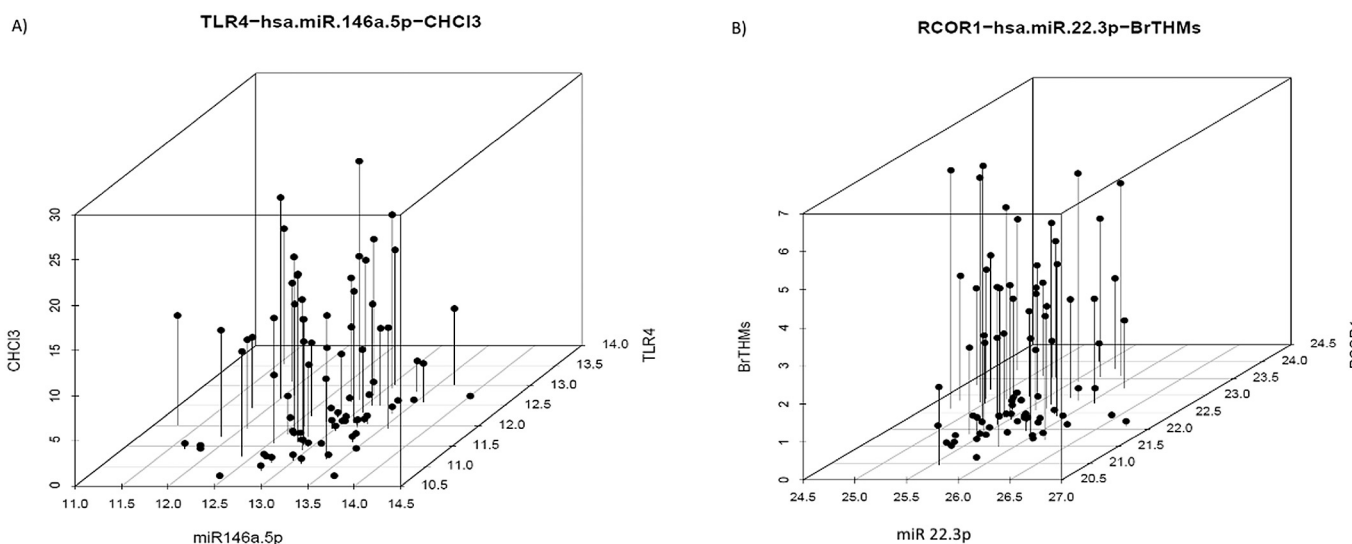 A)
TLR4−hsa.miR.146a.5p−CHCl3
CHCl3
30
25
20
15
10
5
0
11.0 11.5 12.0 12.5 13.0 13.5 14.0 14.5
miR146a.5p
10.5
11.0
11.5
12.0
12.5
13.0
13.5
14.0
TLR4
B)
RCOR1−hsa.miR.22.3p−BrTHMs
BrTHMs
7
6
5
4
3
2
1
0
24.5 25.0 25.5 26.0 26.5 27.0
miR 22.3p
20.5
21.0
21.5
22.0
22.5
23.0
23.5
24.0
24.5
RCOR1